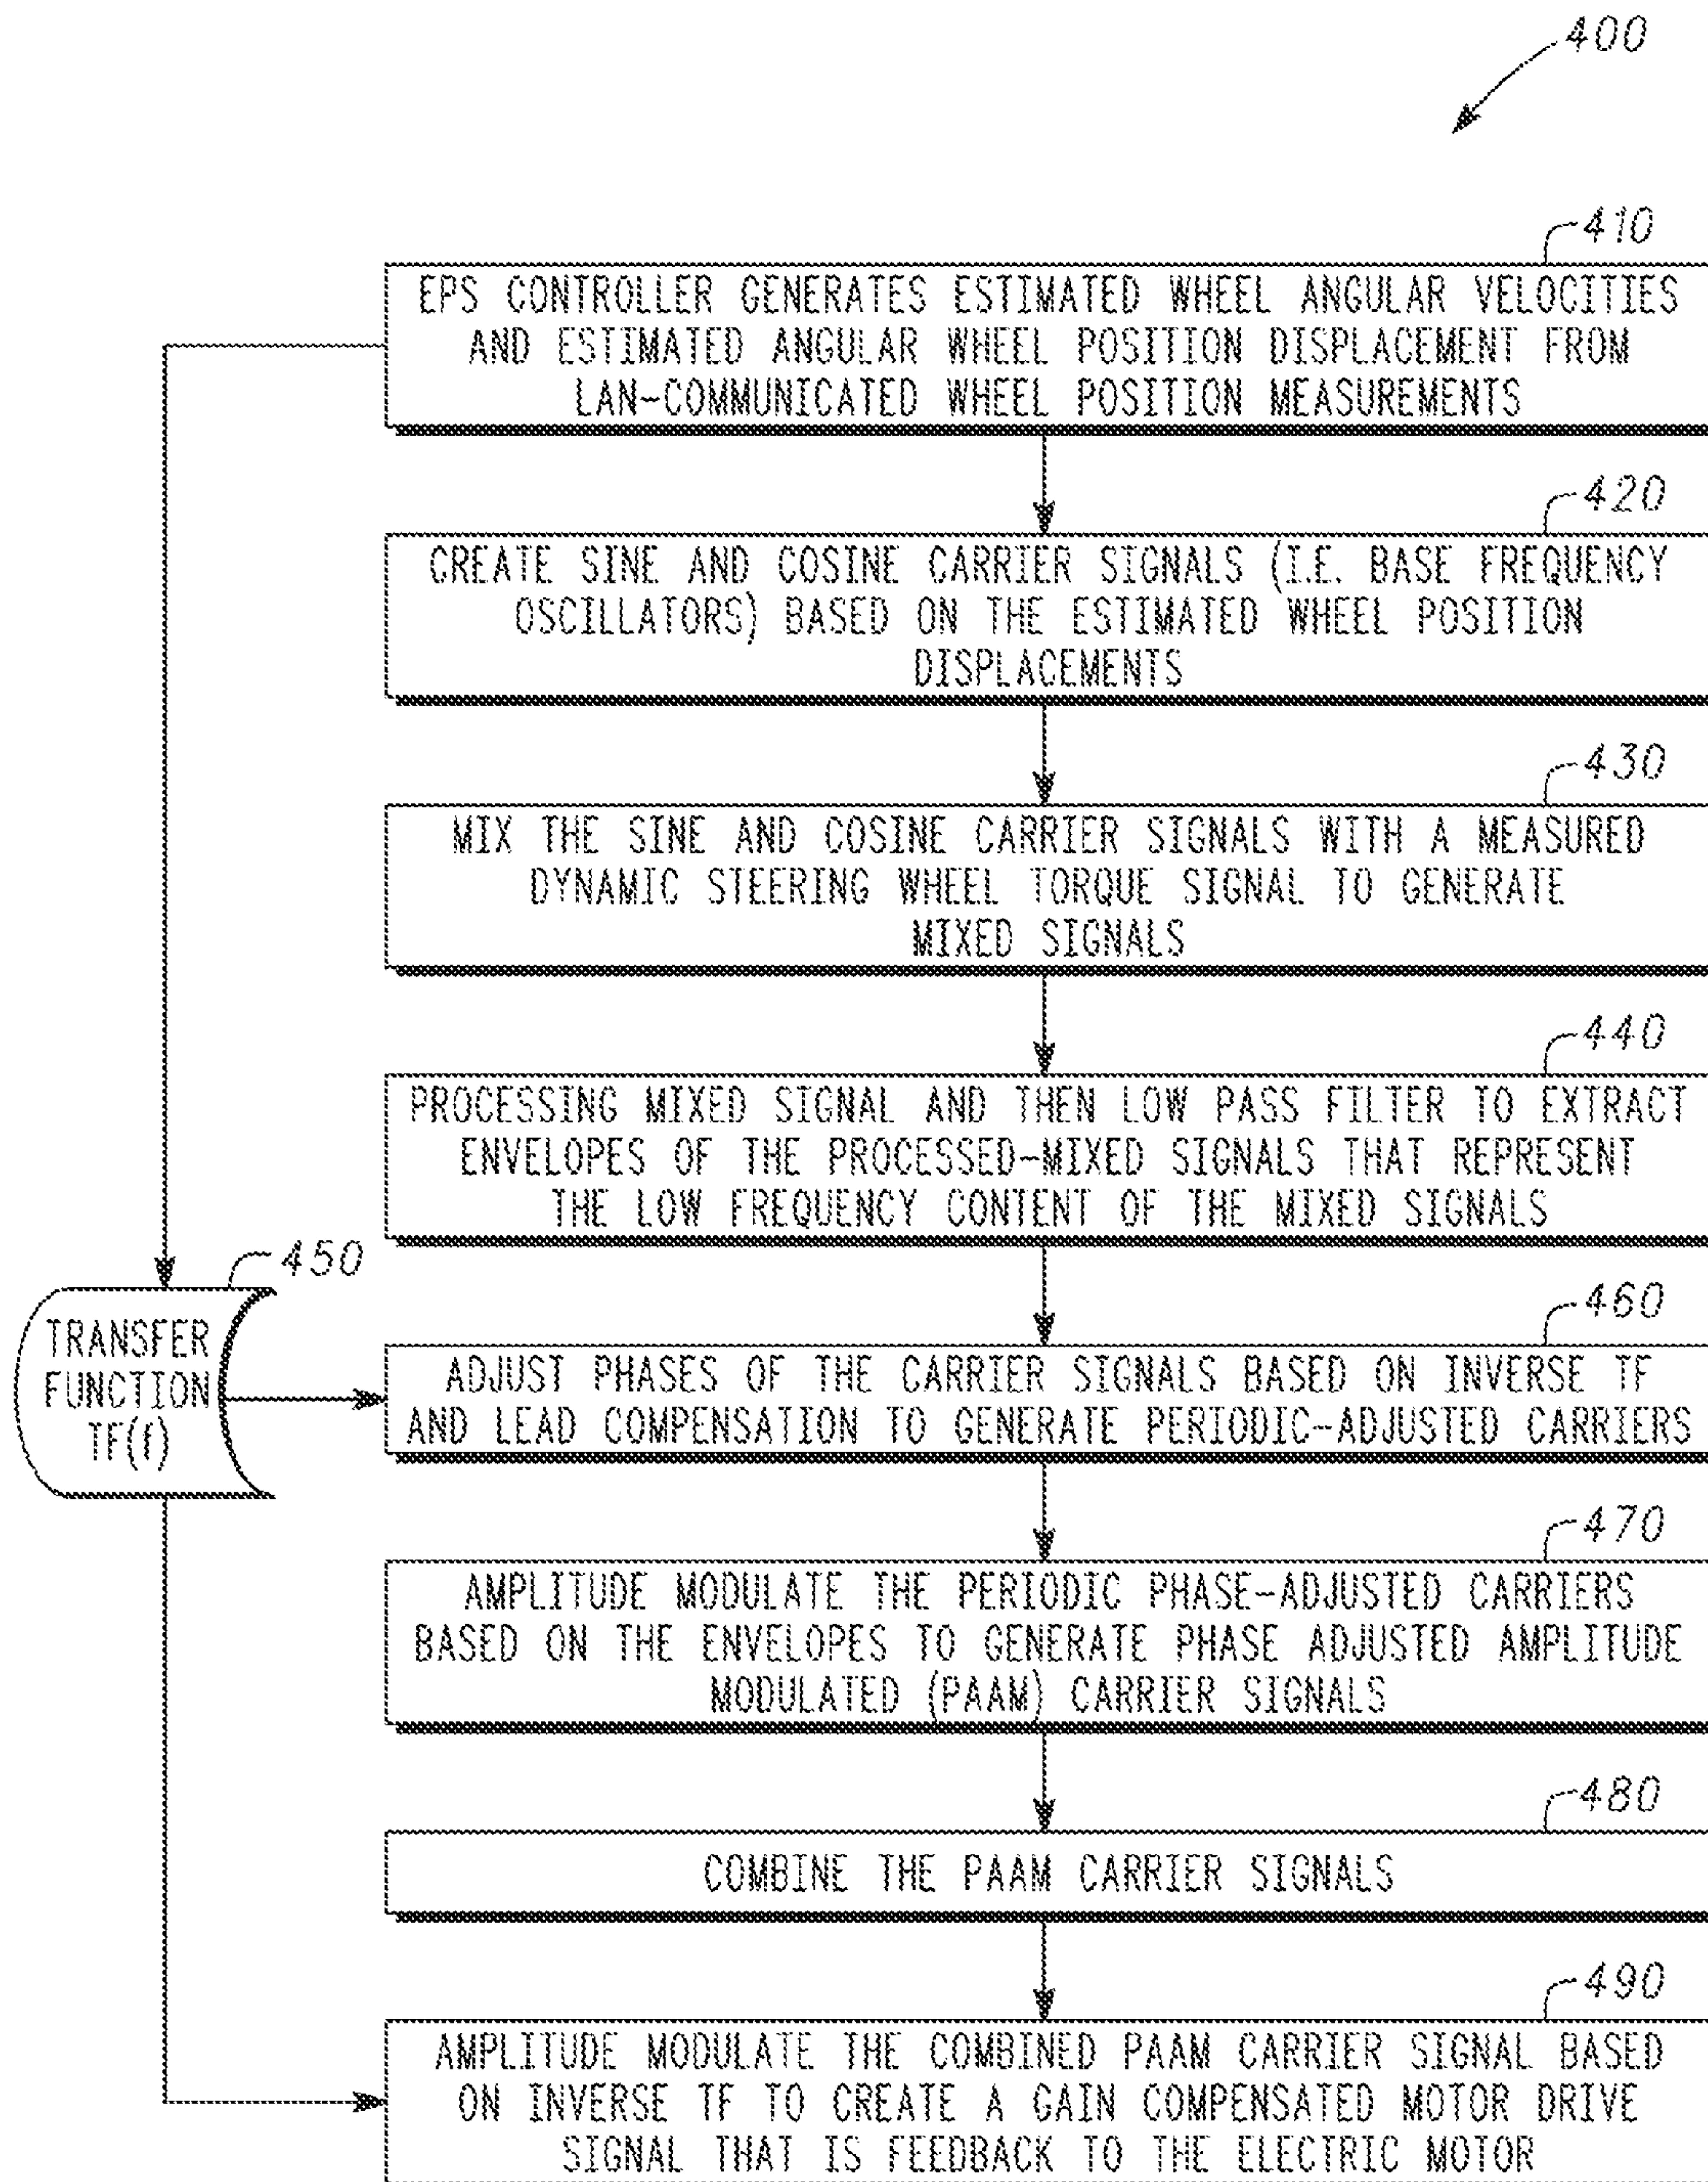 400
410
EPS CONTROLLER GENERATES ESTIMATED WHEEL ANGULAR VELOCITIES
AND ESTIMATED ANGULAR WHEEL POSITION DISPLACEMENT FROM
LAN-COMMUNICATED WHEEL POSITION MEASUREMENTS
420
CREATE SINE AND COSINE CARRIER SIGNALS (I.E. BASE FREQUENCY
OSCILLATORS) BASED ON THE ESTIMATED WHEEL POSITION
DISPLACEMENTS
430
MIX THE SINE AND COSINE CARRIER SIGNALS WITH A MEASURED
DYNAMIC STEERING WHEEL TORQUE SIGNAL TO GENERATE
MIXED SIGNALS
440
PROCESSING MIXED SIGNAL AND THEN LOW PASS FILTER TO EXTRACT
ENVELOPES OF THE PROCESSED-MIXED SIGNALS THAT REPRESENT
THE LOW FREQUENCY CONTENT OF THE MIXED SIGNALS
450
TRANSFER
FUNCTION
TF(f)
460
ADJUST PHASES OF THE CARRIER SIGNALS BASED ON INVERSE TF
AND LEAD COMPENSATION TO GENERATE PERIODIC-ADJUSTED CARRIERS
470
AMPLITUDE MODULATE THE PERIODIC PHASE-ADJUSTED CARRIERS
BASED ON THE ENVELOPES TO GENERATE PHASE ADJUSTED AMPLITUDE
MODULATED (PAAM) CARRIER SIGNALS
480
COMBINE THE PAAM CARRIER SIGNALS
490
AMPLITUDE MODULATE THE COMBINED PAAM CARRIER SIGNAL BASED
ON INVERSE TF TO CREATE A GAIN COMPENSATED MOTOR DRIVE
SIGNAL THAT IS FEEDBACK TO THE ELECTRIC MOTOR